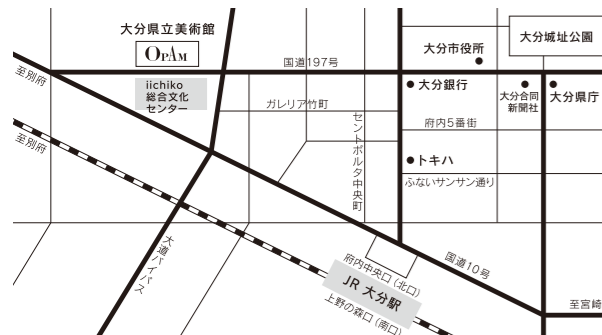 大分県立美術館
OPAM
iichiko
総合文化
センター
至別府
至別府
国道197号
大分市役所
大分城址公園
大分銀行
大分合同
新聞社
大分県庁
ガレリア竹町
セントポルタ中央町
府内5番街
トキハ
ふないサンサン通り
大道バイパス
府内中央口(北口)
JR 大分駅
上野の森口(南口)
国道10号
至宮崎